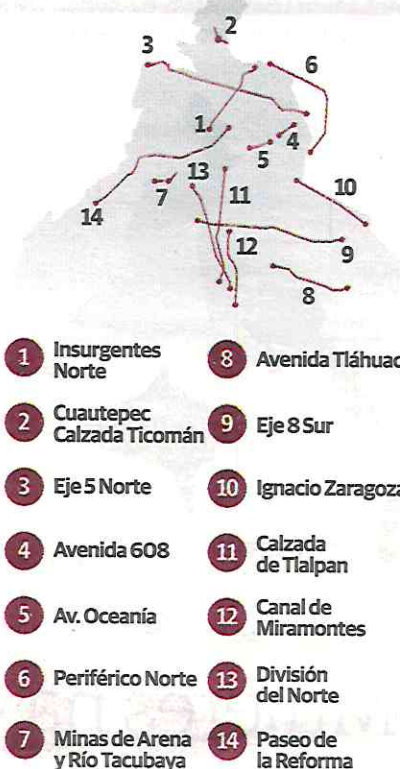 2
3
6
1
4
5
13
7
11
10
14
12
9
8
1 Insurgentes
Norte
2 Cuautepec
Calzada Ticomán
3 Eje 5 Norte
4 Avenida 608
5 Av. Oceanía
6 Periférico Norte
7 Minas de Arena
y Río Tacubaya
8 Avenida Tláhuac
9 Eje 8 Sur
10 Ignacio Zaragoza
11 Calzada
de Tlalpan
12 Canal de
Miramontes
13 División
del Norte
14 Paseo de
la Reforma